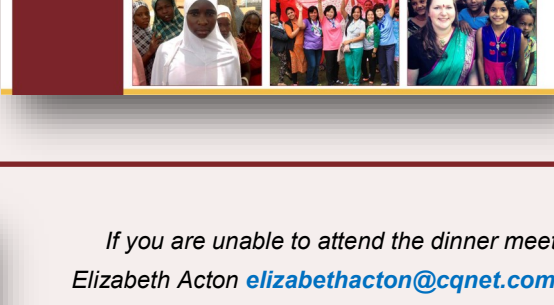 If you are unable to attend the dinner meet
Elizabeth Acton elizabethacton@cqnet.com